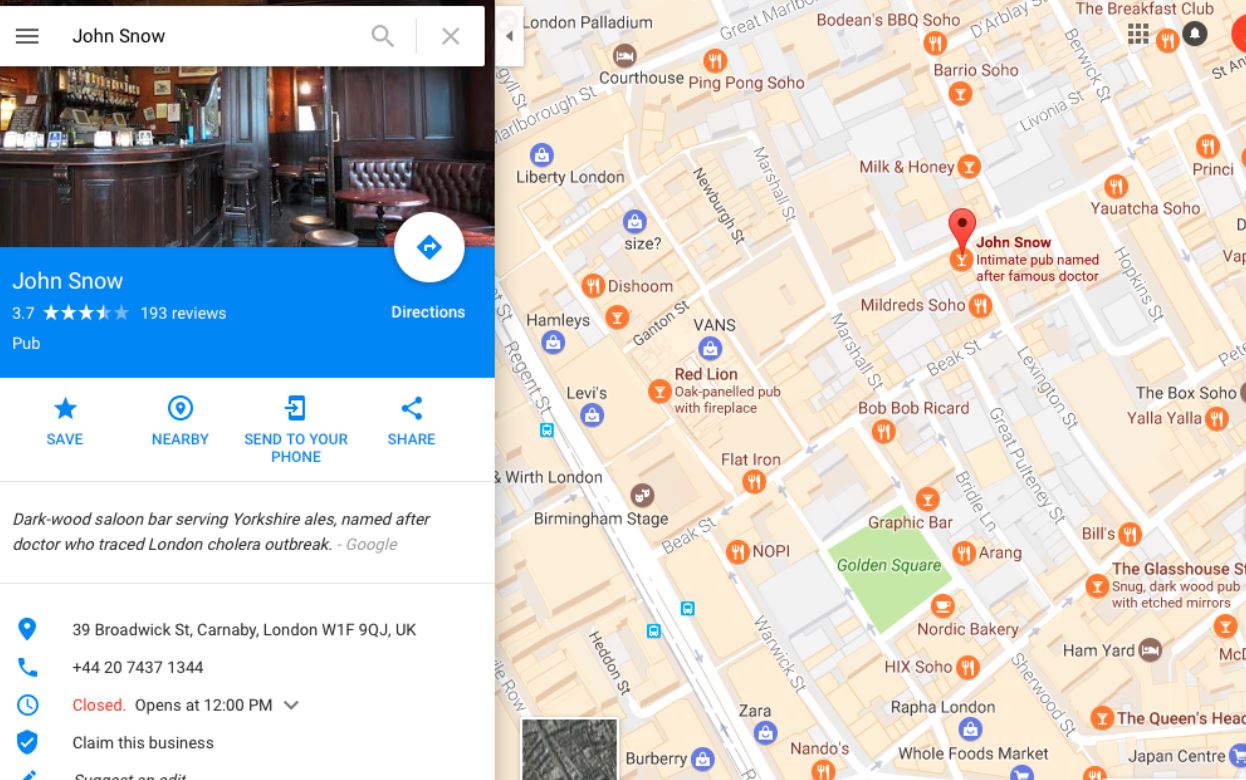 John Snow
John Snow
3.7
193 reviews
Directions
Pub
SAVE
NEARBY
SEND TO YOUR
PHONE
SHARE
Dark-wood saloon bar serving Yorkshire ales, named after
doctor who traced London cholera outbreak. - Google
39 Broadwick St, Carnaby, London W1F 9QJ, UK
+44 20 7437 1344
Closed. Opens at 12:00 PM
Claim this business
Suggest an edit
London Palladium
Great Marlbo
Bodean's BBQ Soho
D'Arblay St
The Breakfast Club
Courthouse
Ping Pong Soho
Barrio Soho
Berwick St
St An
gyll St
Marlborough St
Livonia St
Liberty London
Newburgh St
Marshall St
Milk & Honey
Princi
Yauatcha Soho
size?
John Snow
Intimate pub named
after famous doctor
Hopkins St
Vap
Dishoom
Mildreds Soho
Hamleys
Ganton St
VANS
Marshall St
Beak St
Lexington St
Pete
Regent St
Red Lion
Oak-panelled pub
with fireplace
Levi's
Bob Bob Ricard
The Box Soho
Yalla Yalla
Great Pulteney St
Flat Iron
& Wirth London
Birmingham Stage
Bridle Ln
Graphic Bar
Beak St
NOPI
Golden Square
Arang
Bill's
The Glasshouse St
Snug, dark wood pub
with etched mirrors
Nordic Bakery
Heddon St
Warwick St
HIX Soho
Ham Yard
McD
Sherwood St
ile Row
Zara
Rapha London
The Queen's Head
Burberry
Nando's
Whole Foods Market
Japan Centre
R